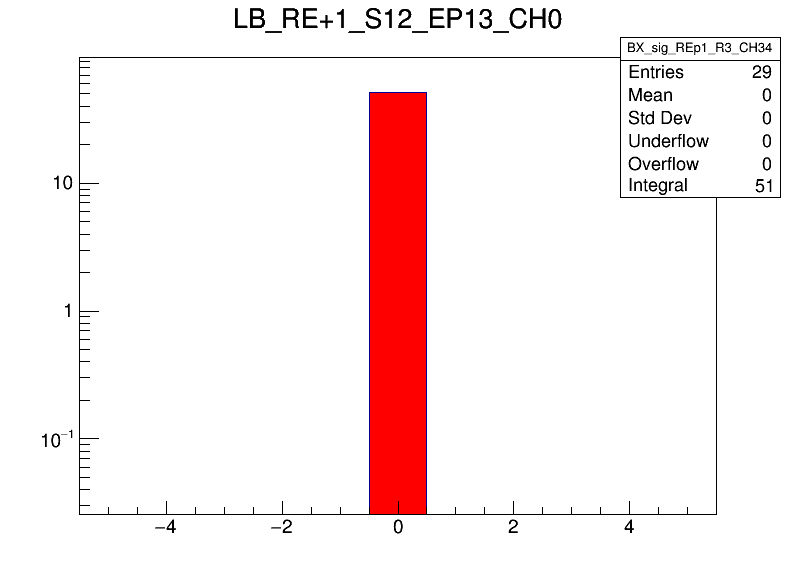 LB_RE+1_S12_EP13_CH0
BX_sig_REp1_R3_CH34
Entries 29
Mean 0
Std Dev 0
Underflow 0
Overflow 0
Integral 51
10
1
10⁻¹
−4 −2 0 2 4